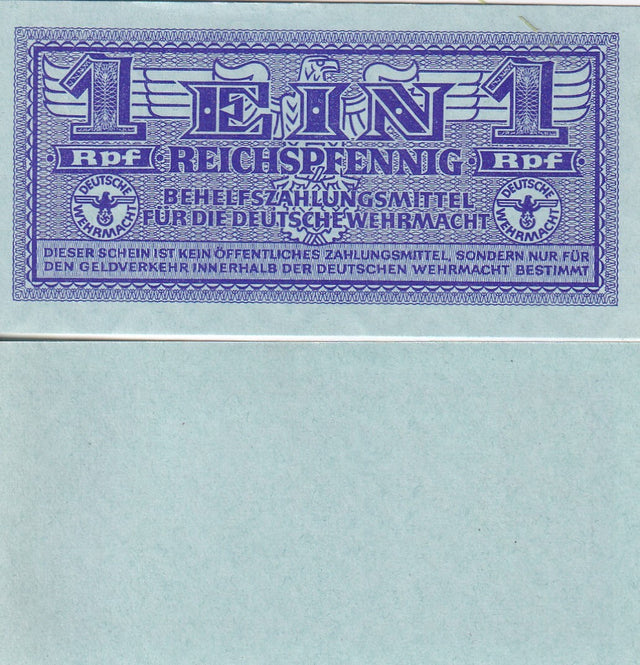 1 EIN 1
Rpf REICHSPFENNIG Rpf
BEHELFSZAHLUNGSMITTEL
FÜR DIE DEUTSCHE WEHRMACHT
DEUTSCHE WEHRMACHT
DEUTSCHE WEHRMACHT
DIESER SCHEIN IST KEIN ÖFFENTLICHES ZAHLUNGSMITTEL, SONDERN NUR FÜR
DEN GELDVERKEHR INNERHALB DER DEUTSCHEN WEHRMACHT BESTIMMT